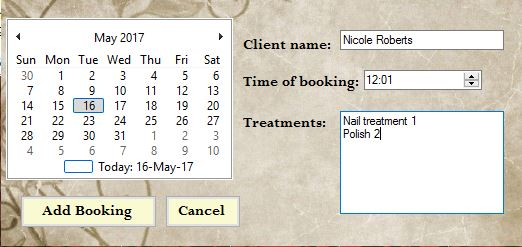 May 2017
Sun Mon Tue Wed Thu Fri Sat
30 1 2 3 4 5 6
7 8 9 10 11 12 13
14 15 16 17 18 19 20
21 22 23 24 25 26 27
28 29 30 31 1 2 3
4 5 6 7 8 9 10
Today: 16-May-17
Client name: Nicole Roberts
Time of booking: 12:01
Treatments: Nail treatment 1
Polish 2
Add Booking Cancel